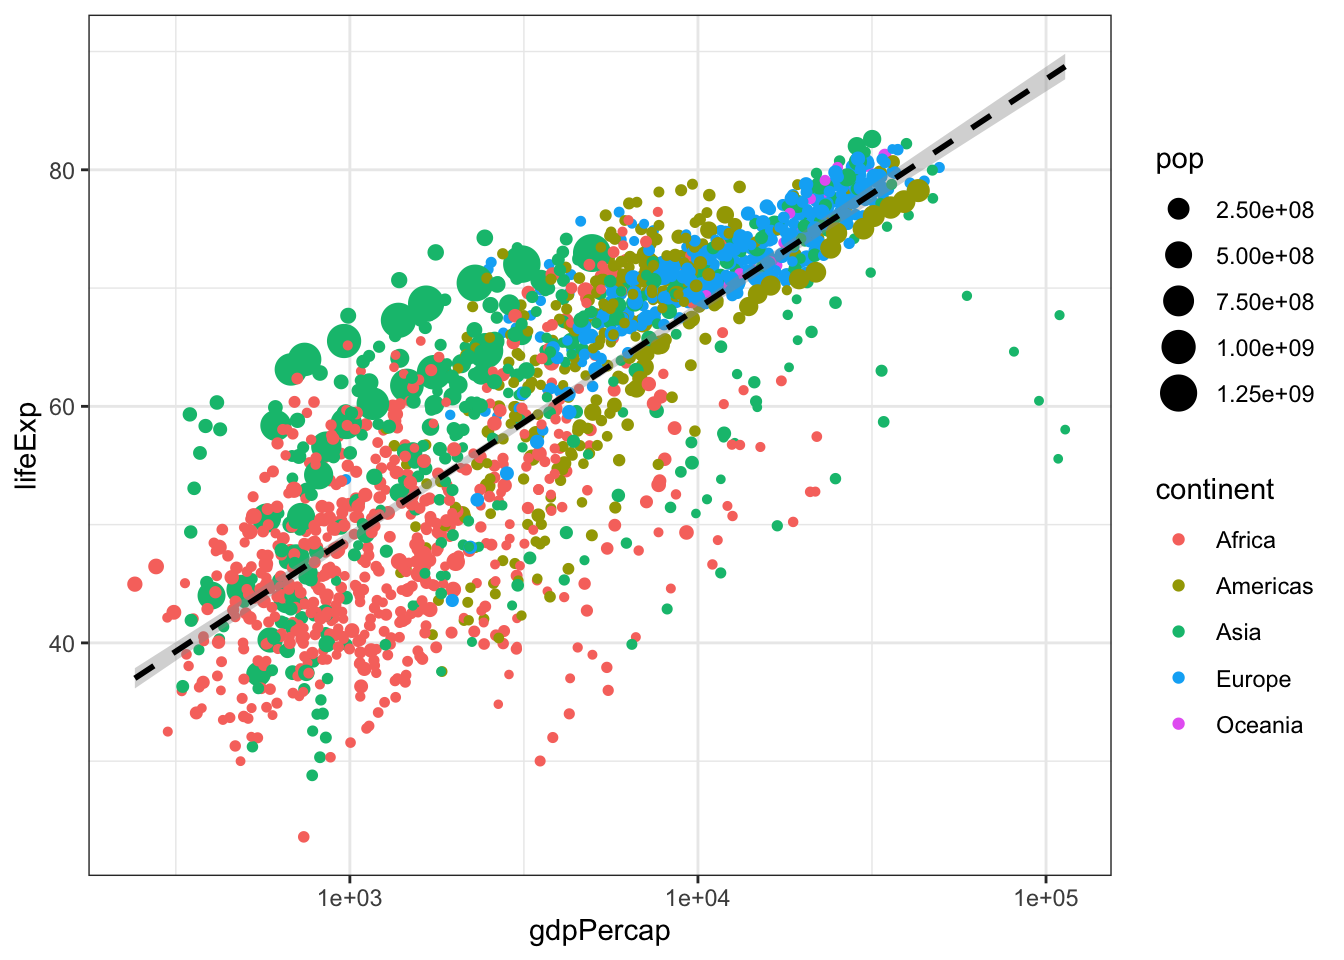 lifeExp
80
60
40
1e+03
1e+04
1e+05
gdpPercap
pop
2.50e+08
5.00e+08
7.50e+08
1.00e+09
1.25e+09
continent
Africa
Americas
Asia
Europe
Oceania